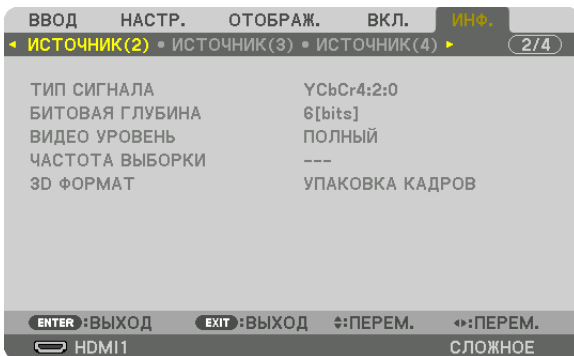 ВВОД НАСТР. ОТОБРАЖ. ВКЛ. ИНФ.
◄ ИСТОЧНИК(2) • ИСТОЧНИК(3) • ИСТОЧНИК(4) ► 2/4
ТИП СИГНАЛА YCbCr4:2:0
БИТОВАЯ ГЛУБИНА 6[bits]
ВИДЕО УРОВЕНЬ ПОЛНЫЙ
ЧАСТОТА ВЫБОРКИ ---
3D ФОРМАТ УПАКОВКА КАДРОВ
ENTER :ВЫХОД EXIT :ВЫХОД ♦:ПЕРЕМ. ◄►:ПЕРЕМ.
HDMI1 СЛОЖНОЕ